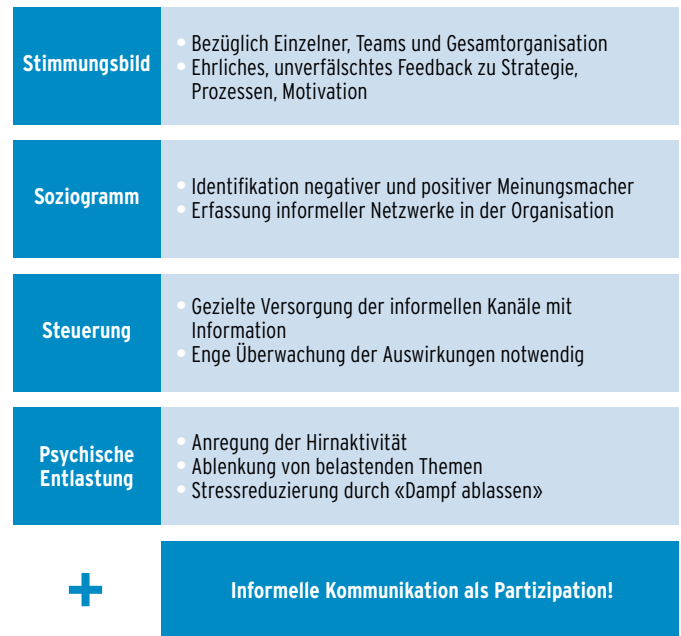 Stimmungsbild
• Bezüglich Einzelner, Teams und Gesamtorganisation
• Ehrliches, unverfälschtes Feedback zu Strategie,
Prozessen, Motivation
Soziogramm
• Identifikation negativer und positiver Meinungsmacher
• Erfassung informeller Netzwerke in der Organisation
Steuerung
• Gezielte Versorgung der informellen Kanäle mit
Information
• Enge Überwachung der Auswirkungen notwendig
Psychische
Entlastung
• Anregung der Hirnaktivität
• Ablenkung von belastenden Themen
• Stressreduzierung durch «Dampf ablassen»
+
Informelle Kommunikation als Partizipation!